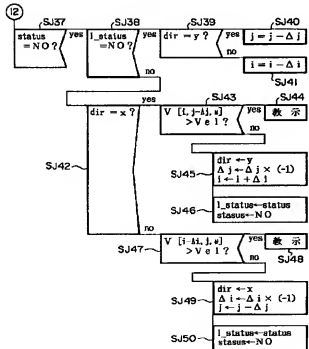 ⑫
SJ37 SJ38 SJ39 SJ40
status =NO? yes l_staius =NO? yes dir = y ? yes j = j − Δj
no i = i − Δi
SJ41
no
yes SJ43 SJ44
dir = x ? V [i, j-Δj, s] >Vel? yes 教示
SJ42
no
SJ45 dir ←y
Δj←Δj × (-1)
i←i + Δi
SJ46 l_status←status
stasus←NO
no
SJ47 V [i-Δi, j, s] >Vel? yes 教示
SJ48
no
SJ49 dir ←x
Δi←Δi × (-1)
j←j − Δj
SJ50 l_status←status
stasus←NO